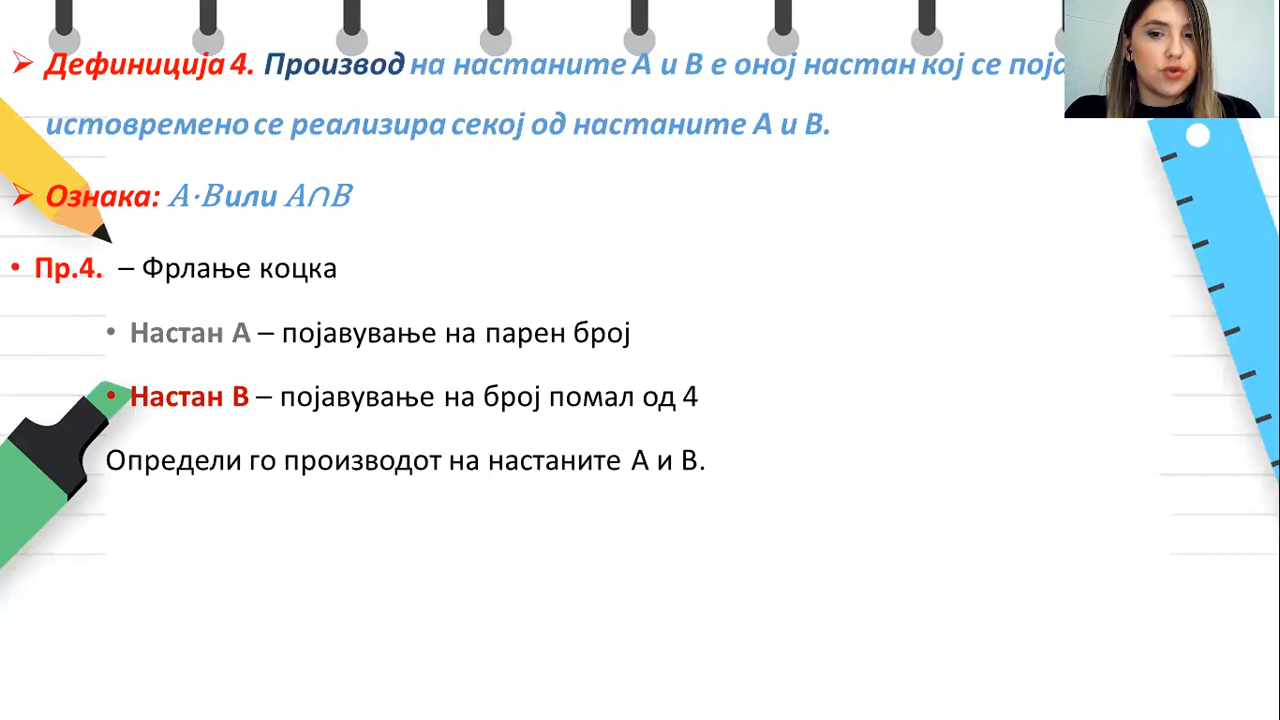 Дефиниција 4. Производ на настаните А и В е оној настан кој се
истовремено се реализира секој од настаните А и В.
Ознака: A·B или A∩B
Пр.4. – Фрлање коцка
Настан А – појавување на парен број
Настан В – појавување на број помал од 4
Определи го производот на настаните А и В.